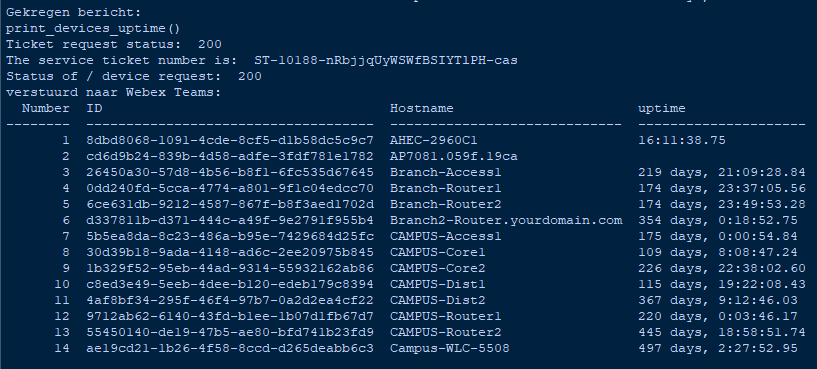 Gekregen bericht:
print_devices_uptime()
Ticket request status:  200
The service ticket number is:  ST-10188-nRbjjqUyWSWfBSIYTlPH-cas
Status of / device request:  200
verstuurd naar Webex Teams:
  Number  ID                                    Hostname                      uptime
--------  ------------------------------------  ----------------------------  ---------------------
       1  8dbd8068-1091-4cde-8cf5-d1b58dc5c9c7  AHEC-2960C1                   16:11:38.75
       2  cd6d9b24-839b-4d58-adfe-3fdf781e1782  AP7081.059f.19ca
       3  26450a30-57d8-4b56-b8f1-6fc535d67645  Branch-Access1                219 days, 21:09:28.84
       4  0dd240fd-5cca-4774-a801-9f1c04edcc70  Branch-Router1                174 days, 23:37:05.56
       5  6ce631db-9212-4587-867f-b8f3aed1702d  Branch-Router2                174 days, 23:49:53.28
       6  d337811b-d371-444c-a49f-9e2791f955b4  Branch2-Router.yourdomain.com  354 days, 0:18:52.75
       7  5b5ea8da-8c23-486a-b95e-7429684d25fc  CAMPUS-Access1                175 days, 0:00:54.84
       8  30d39b18-9ada-4148-ad6c-2ee20975b845  CAMPUS-Core1                  109 days, 8:08:47.24
       9  1b329f52-95eb-44ad-9314-55932162ab86  CAMPUS-Core2                  226 days, 22:38:02.60
      10  c8ed3e49-5eeb-4dee-b120-edeb179c8394  CAMPUS-Dist1                  115 days, 19:22:08.43
      11  4af8bf34-295f-46f4-97b7-0a2d2ea4cf22  CAMPUS-Dist2                  367 days, 9:12:46.03
      12  9712ab62-6140-43fd-b1ee-1b07d1fb67d7  CAMPUS-Router1                220 days, 0:03:46.17
      13  55450140-de19-47b5-ae80-bfd741b23fd9  CAMPUS-Router2                445 days, 18:58:51.74
      14  ae19cd21-1b26-4f58-8ccd-d265deabb6c3  Campus-WLC-5508               497 days, 2:27:52.95